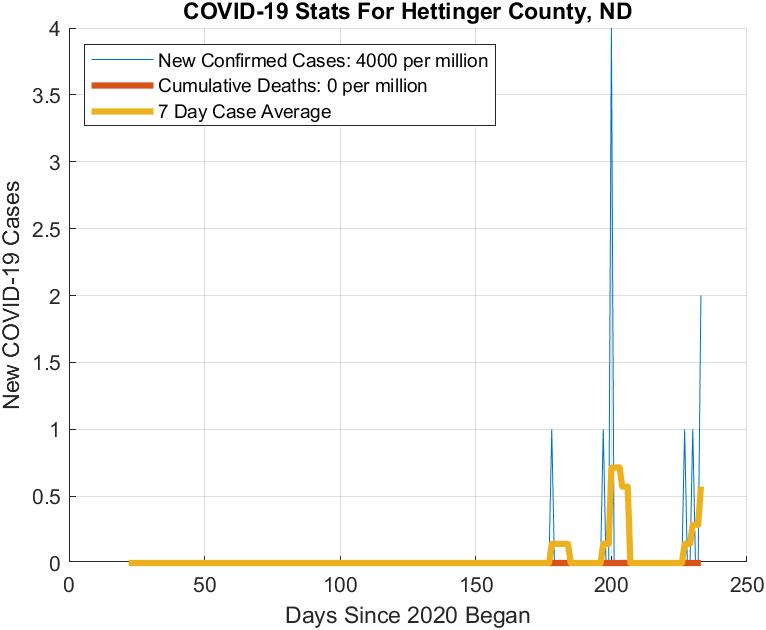 COVID-19 Stats For Hettinger County, ND
New Confirmed Cases: 4000 per million
Cumulative Deaths: 0 per million
7 Day Case Average
New COVID-19 Cases
4
3.5
3
2.5
2
1.5
1
0.5
0
0 50 100 150 200 250
Days Since 2020 Began